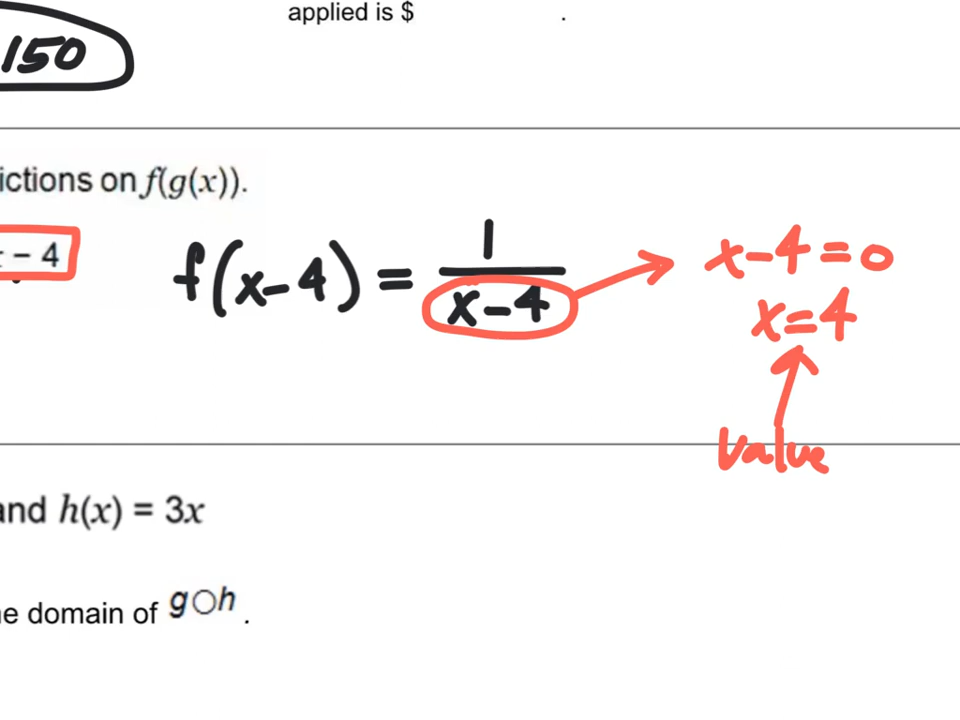 applied is $ .
150
ictions on f(g(x)).
- 4
f(x-4) = 1/(x-4) → x-4=0
x=4
value
and h(x) = 3x
e domain of g○h .